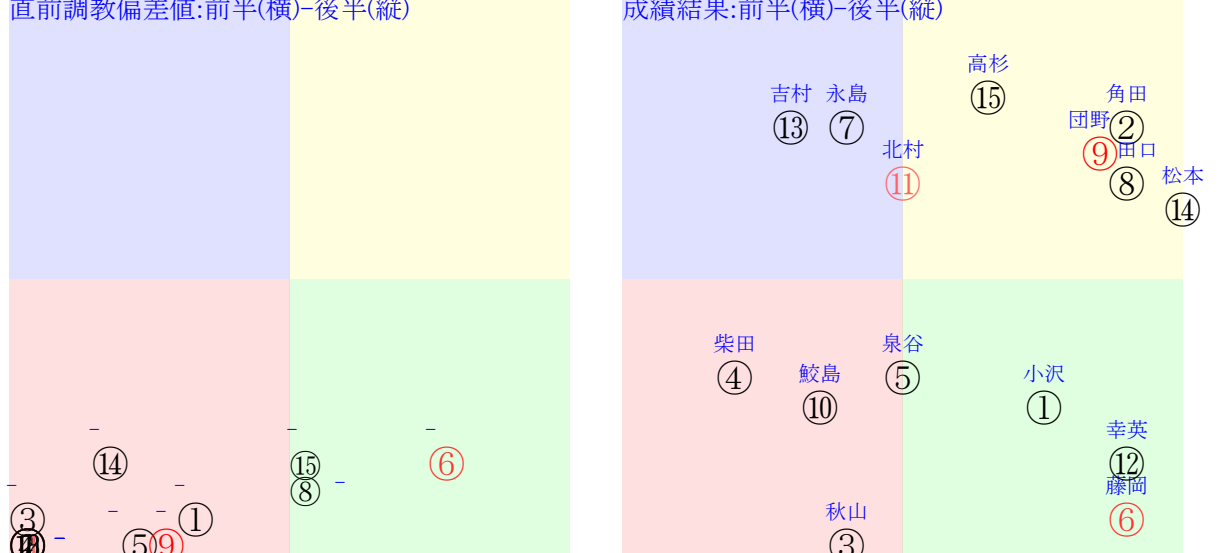 直前調教偏差値:前半(横)-後半(縦)
⑭
⑮
⑥
⑧
③
①
⑤
⑨
成績結果:前半(横)-後半(縦)
高杉
⑮
吉村
⑬
永島
⑦
角田
②
団野
⑨
北村
⑪
田口
⑧
松本
⑭
柴田
④
泉谷
⑤
鮫島
⑩
小沢
①
幸英
⑫
藤岡
⑥
秋山
③